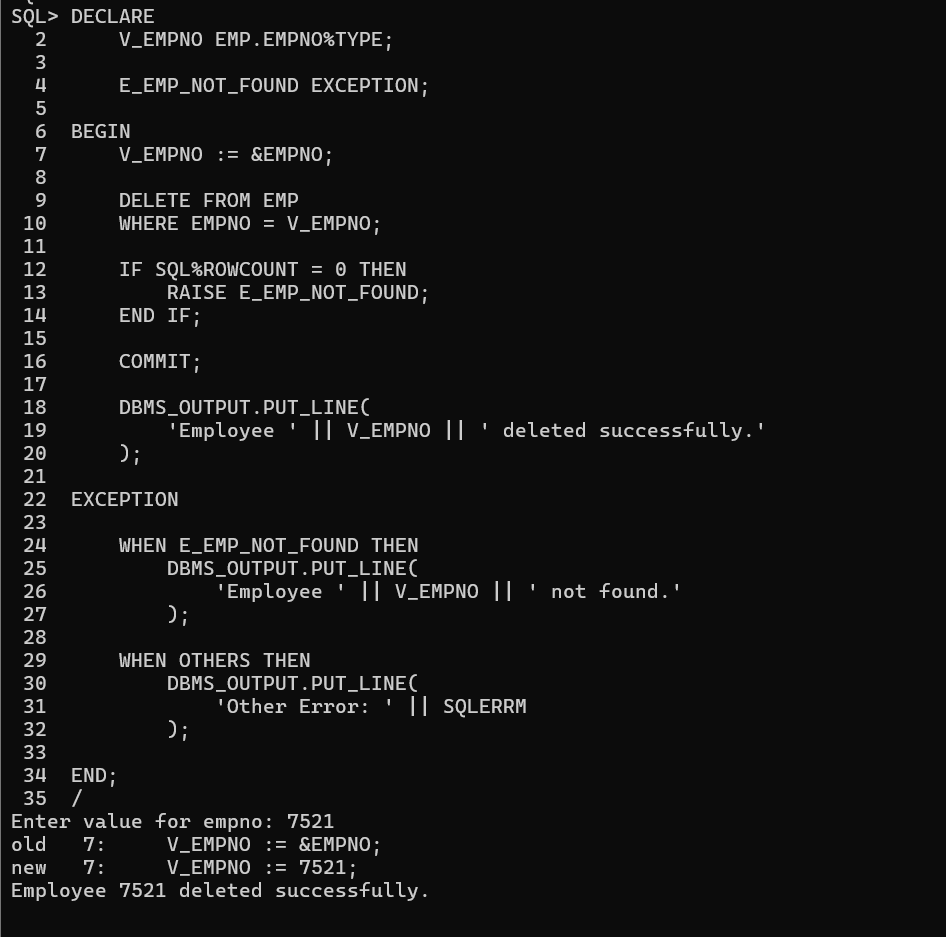 SQL> DECLARE
  2      V_EMPNO EMP.EMPNO%TYPE;
  3
  4      E_EMP_NOT_FOUND EXCEPTION;
  5
  6  BEGIN
  7      V_EMPNO := &EMPNO;
  8
  9      DELETE FROM EMP
 10      WHERE EMPNO = V_EMPNO;
 11
 12      IF SQL%ROWCOUNT = 0 THEN
 13          RAISE E_EMP_NOT_FOUND;
 14      END IF;
 15
 16      COMMIT;
 17
 18      DBMS_OUTPUT.PUT_LINE(
 19          'Employee ' || V_EMPNO || ' deleted successfully.'
 20      );
 21
 22  EXCEPTION
 23
 24      WHEN E_EMP_NOT_FOUND THEN
 25          DBMS_OUTPUT.PUT_LINE(
 26              'Employee ' || V_EMPNO || ' not found.'
 27          );
 28
 29      WHEN OTHERS THEN
 30          DBMS_OUTPUT.PUT_LINE(
 31              'Other Error: ' || SQLERRM
 32          );
 33
 34  END;
 35  /
Enter value for empno: 7521
old   7:     V_EMPNO := &EMPNO;
new   7:     V_EMPNO := 7521;
Employee 7521 deleted successfully.